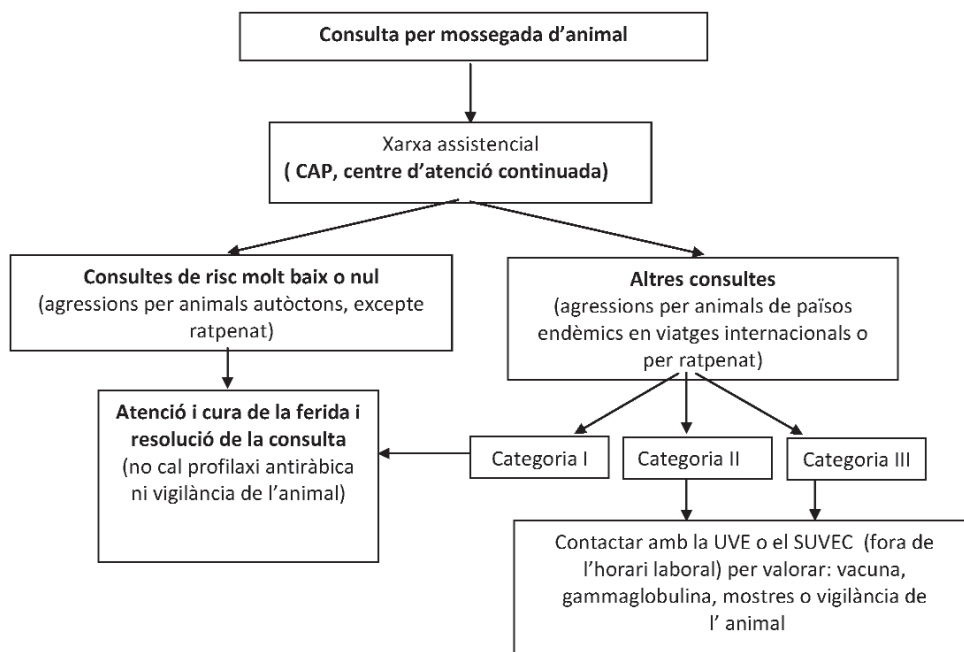 Consulta per mossegada d’animal
Xarxa assistencial
( CAP, centre d’atenció continuada)
Consultes de risc molt baix o nul
(agressions per animals autòctons, excepte
ratpenat)
Altres consultes
(agressions per animals de països
endèmics en viatges internacionals o
per ratpenat)
Atenció i cura de la ferida i
resolució de la consulta
(no cal profilaxi antiràbica
ni vigilància de l’animal)
Categoria I
Categoria II
Categoria III
Contactar amb la UVE o el SUVEC (fora de
l’horari laboral) per valorar: vacuna,
gammaglobulina, mostres o vigilància de
l’ animal